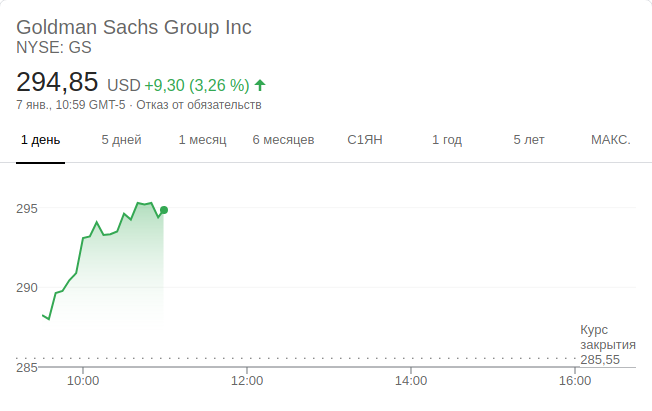 Goldman Sachs Group Inc
NYSE: GS
294,85 USD +9,30 (3,26 %)
7 янв., 10:59 GMT-5 · Отказ от обязательств
1 день 5 дней 1 месяц 6 месяцев С1ЯН 1 год 5 лет МАКС.
295
290
Курс
закрытия
285,55
285
10:00 12:00 14:00 16:00